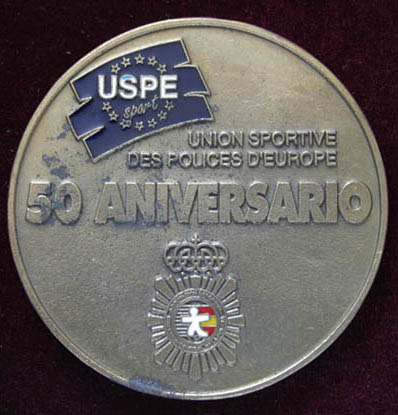 USPE
sport
UNION SPORTIVE
DES POLICES D'EUROPE
50 ANIVERSARIO